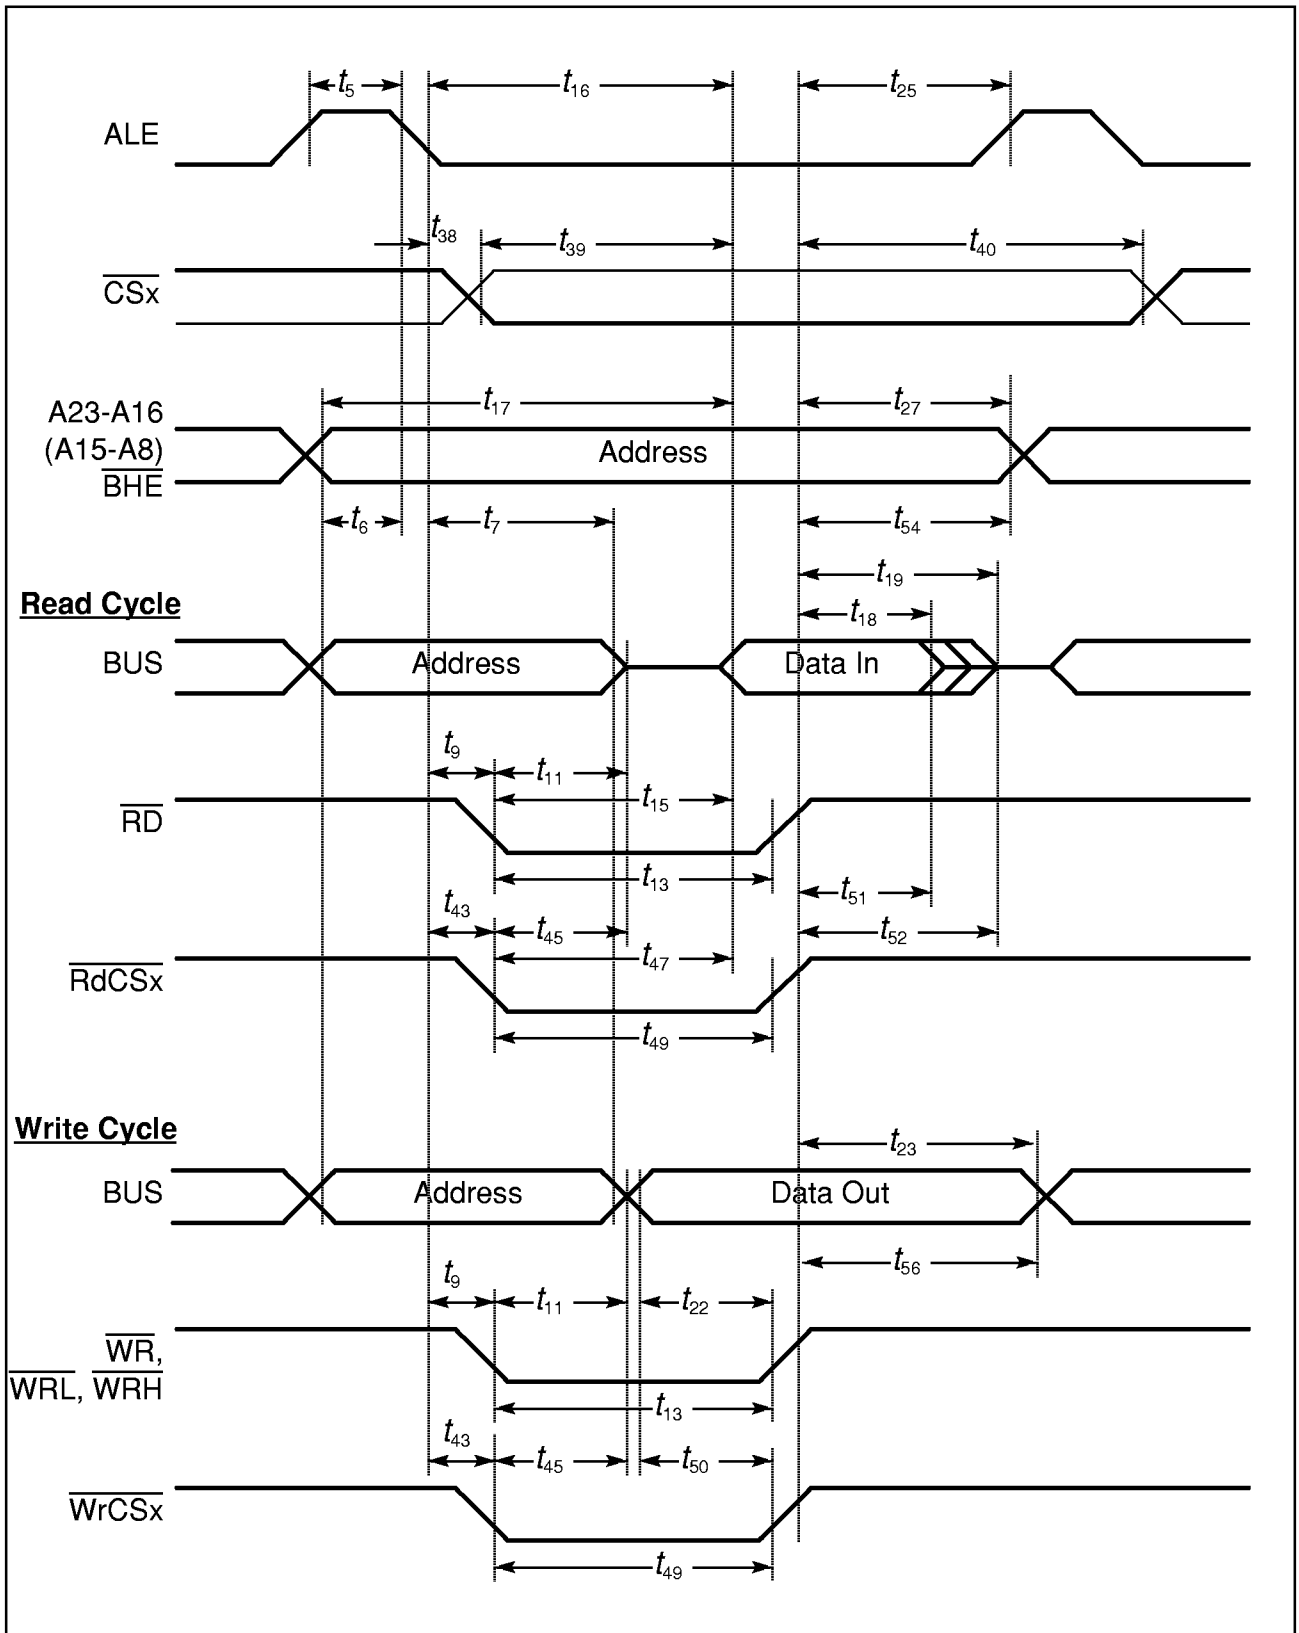 t5 t16 t25
ALE
t38 t39 t40
CSx
t17 t27
A23-A16
(A15-A8)
BHE
Address
t6 t7 t54
t19
Read Cycle
t18
BUS Address Data In
t9 t11
t15
RD
t13 t51
t43 t45 t52
t47
RdCSx
t49
Write Cycle
t23
BUS Address Data Out
t56
t9 t11 t22
WR,
WRL, WRH
t13
t43 t45 t50
WrCSx
t49